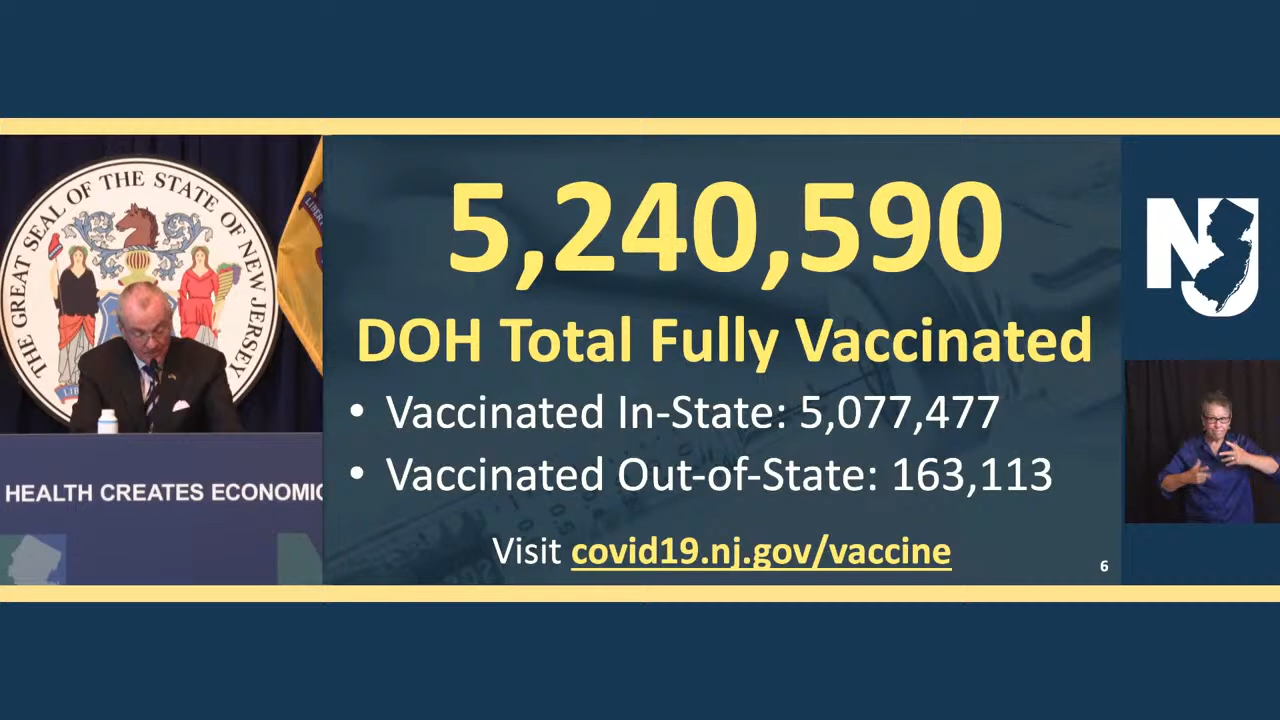 THE GREAT SEAL OF THE STATE OF NEW JERSEY
HEALTH CREATES ECONOMIC
5,240,590
DOH Total Fully Vaccinated
• Vaccinated In-State: 5,077,477
• Vaccinated Out-of-State: 163,113
Visit covid19.nj.gov/vaccine
6
NJ